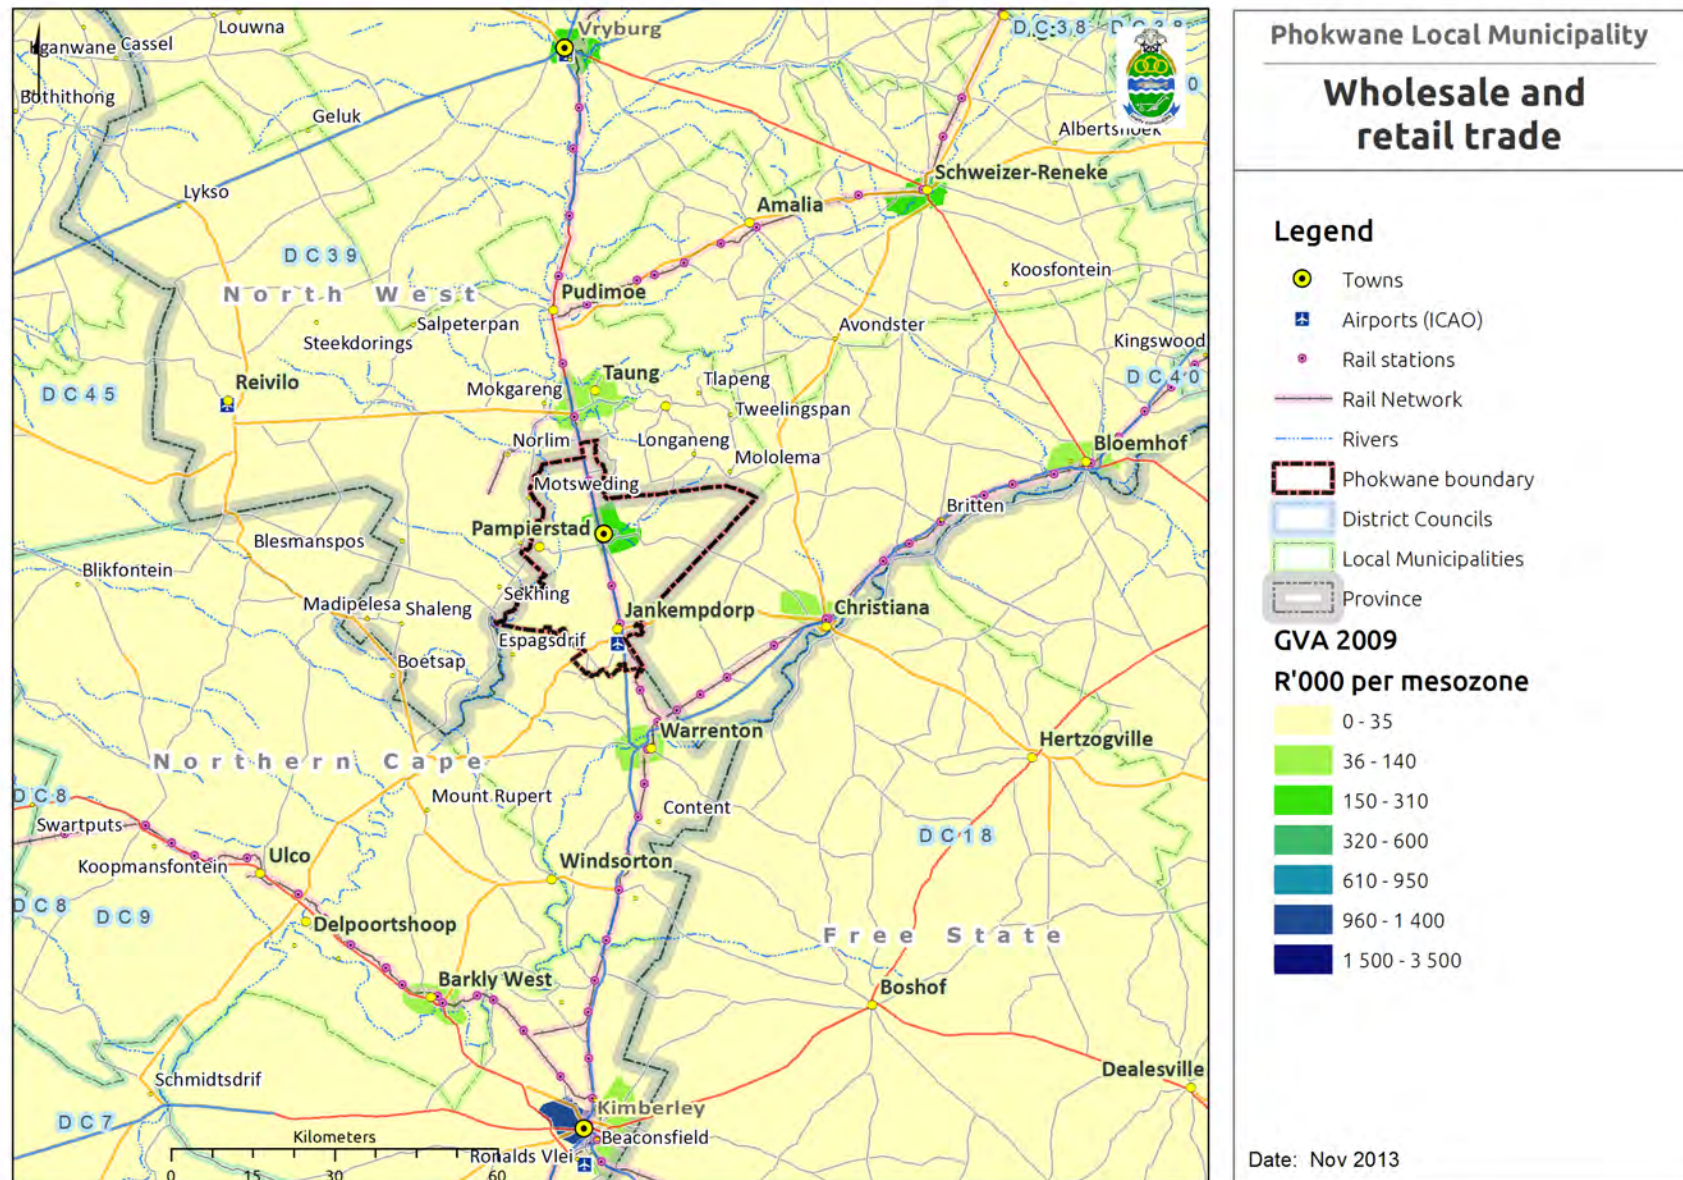 Louwna
Vryburg
DC38
Kganwane
Cassel
Bothithong
Geluk
Albertshoek
Lykso
Schweizer-Reneke
Amalia
DC39
Koosfontein
North West
Pudimoe
Salpeterpan
Avondster
Steekdorings
Kingswood
Taung
Tlapeng
DC40
Reivilo
Mokgareng
DC45
Tweelingspan
Norlim
Longaneng
Bloemhof
Mololema
Motsweding
Britten
Pampierstad
Blesmanspos
Blikfontein
Sekhing
Madipelesa
Shaleng
Jankempdorp
Christiana
Espagsdrif
Boetsap
Warrenton
Hertzogville
Northern Cape
DC8
Mount Rupert
Content
Swartputs
DC18
Koopmansfontein
Ulco
Windsorton
DC8
DC9
Delpoortshoop
Free State
Barkly West
Boshof
Dealesville
Schmidtsdrif
Kimberley
DC7
Kilometers
Beaconsfield
Ronalds Vlei
0 15 30 60
Phokwane Local Municipality
Wholesale and
retail trade
Legend
Towns
Airports (ICAO)
Rail stations
Rail Network
Rivers
Phokwane boundary
District Councils
Local Municipalities
Province
GVA 2009
R'000 per mesozone
0 - 35
36 - 140
150 - 310
320 - 600
610 - 950
960 - 1 400
1 500 - 3 500
Date: Nov 2013